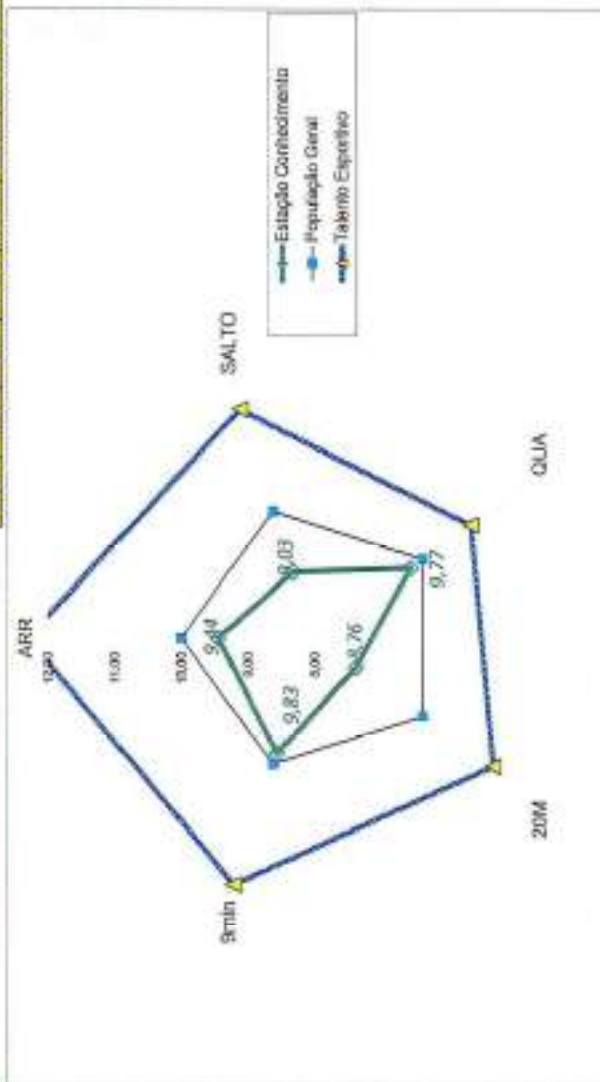 Estação Conhecimento
População Geral
Talento Esportivo
ARR
12,00
11,00
10,00
9,00
8,00
SALTO
QUA
20M
9min
9,44
9,03
9,77
8,76
9,83